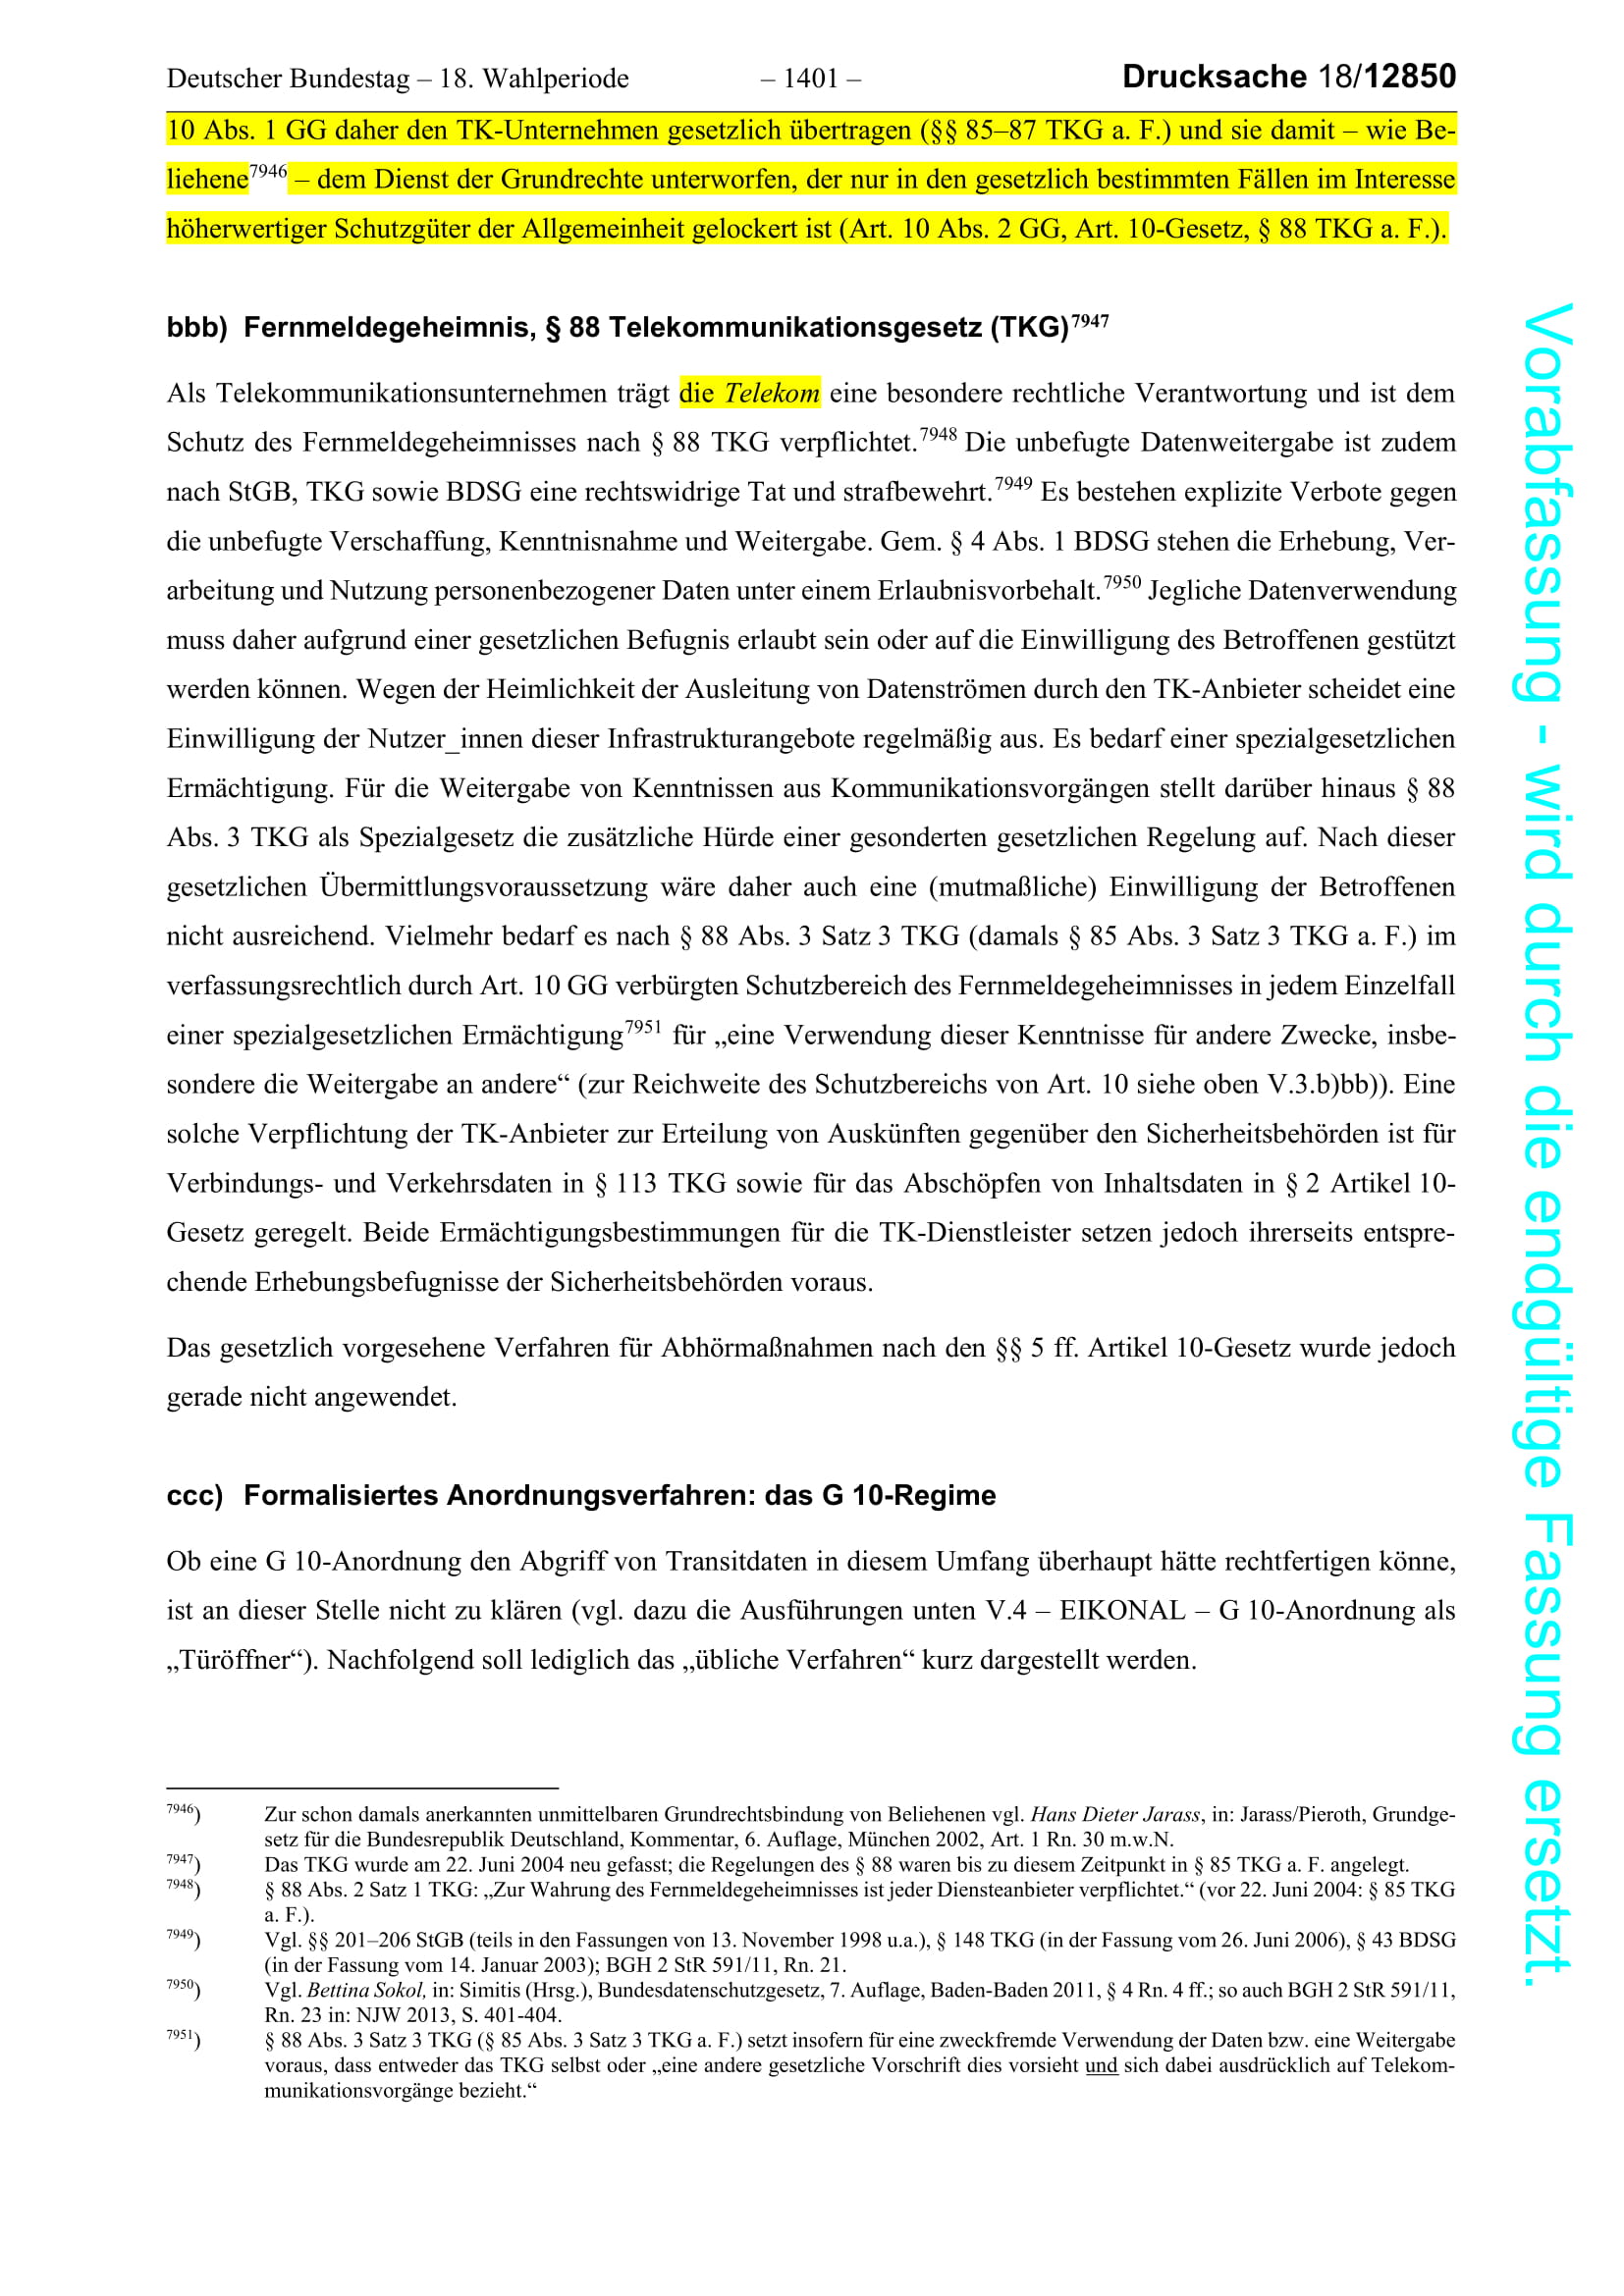 Deutscher Bundestag – 18. Wahlperiode – 1401 – Drucksache 18/12850
10 Abs. 1 GG daher den TK-Unternehmen gesetzlich übertragen (§§ 85–87 TKG a. F.) und sie damit – wie Be-
liehene7946 – dem Dienst der Grundrechte unterworfen, der nur in den gesetzlich bestimmten Fällen im Interesse
höherwertiger Schutzgüter der Allgemeinheit gelockert ist (Art. 10 Abs. 2 GG, Art. 10-Gesetz, § 88 TKG a. F.).
bbb) Fernmeldegeheimnis, § 88 Telekommunikationsgesetz (TKG)7947
Als Telekommunikationsunternehmen trägt die Telekom eine besondere rechtliche Verantwortung und ist dem
Schutz des Fernmeldegeheimnisses nach § 88 TKG verpflichtet.7948 Die unbefugte Datenweitergabe ist zudem
nach StGB, TKG sowie BDSG eine rechtswidrige Tat und strafbewehrt.7949 Es bestehen explizite Verbote gegen
die unbefugte Verschaffung, Kenntnisnahme und Weitergabe. Gem. § 4 Abs. 1 BDSG stehen die Erhebung, Ver-
arbeitung und Nutzung personenbezogener Daten unter einem Erlaubnisvorbehalt.7950 Jegliche Datenverwendung
muss daher aufgrund einer gesetzlichen Befugnis erlaubt sein oder auf die Einwilligung des Betroffenen gestützt
werden können. Wegen der Heimlichkeit der Ausleitung von Datenströmen durch den TK-Anbieter scheidet eine
Einwilligung der Nutzer_innen dieser Infrastrukturangebote regelmäßig aus. Es bedarf einer spezialgesetzlichen
Ermächtigung. Für die Weitergabe von Kenntnissen aus Kommunikationsvorgängen stellt darüber hinaus § 88
Abs. 3 TKG als Spezialgesetz die zusätzliche Hürde einer gesonderten gesetzlichen Regelung auf. Nach dieser
gesetzlichen Übermittlungsvoraussetzung wäre daher auch eine (mutmaßliche) Einwilligung der Betroffenen
nicht ausreichend. Vielmehr bedarf es nach § 88 Abs. 3 Satz 3 TKG (damals § 85 Abs. 3 Satz 3 TKG a. F.) im
verfassungsrechtlich durch Art. 10 GG verbürgten Schutzbereich des Fernmeldegeheimnisses in jedem Einzelfall
einer spezialgesetzlichen Ermächtigung7951 für „eine Verwendung dieser Kenntnisse für andere Zwecke, insbe-
sondere die Weitergabe an andere“ (zur Reichweite des Schutzbereichs von Art. 10 siehe oben V.3.b)bb)). Eine
solche Verpflichtung der TK-Anbieter zur Erteilung von Auskünften gegenüber den Sicherheitsbehörden ist für
Verbindungs- und Verkehrsdaten in § 113 TKG sowie für das Abschöpfen von Inhaltsdaten in § 2 Artikel 10-
Gesetz geregelt. Beide Ermächtigungsbestimmungen für die TK-Dienstleister setzen jedoch ihrerseits entspre-
chende Erhebungsbefugnisse der Sicherheitsbehörden voraus.
Das gesetzlich vorgesehene Verfahren für Abhörmaßnahmen nach den §§ 5 ff. Artikel 10-Gesetz wurde jedoch
gerade nicht angewendet.
ccc) Formalisiertes Anordnungsverfahren: das G 10-Regime
Ob eine G 10-Anordnung den Abgriff von Transitdaten in diesem Umfang überhaupt hätte rechtfertigen könne,
ist an dieser Stelle nicht zu klären (vgl. dazu die Ausführungen unten V.4 – EIKONAL – G 10-Anordnung als
„Türöffner“). Nachfolgend soll lediglich das „übliche Verfahren“ kurz dargestellt werden.
7946) Zur schon damals anerkannten unmittelbaren Grundrechtsbindung von Beliehenen vgl. Hans Dieter Jarass, in: Jarass/Pieroth, Grundge-
setz für die Bundesrepublik Deutschland, Kommentar, 6. Auflage, München 2002, Art. 1 Rn. 30 m.w.N.
7947) Das TKG wurde am 22. Juni 2004 neu gefasst; die Regelungen des § 88 waren bis zu diesem Zeitpunkt in § 85 TKG a. F. angelegt.
7948) § 88 Abs. 2 Satz 1 TKG: „Zur Wahrung des Fernmeldegeheimnisses ist jeder Diensteanbieter verpflichtet.“ (vor 22. Juni 2004: § 85 TKG
a. F.).
7949) Vgl. §§ 201–206 StGB (teils in den Fassungen von 13. November 1998 u.a.), § 148 TKG (in der Fassung vom 26. Juni 2006), § 43 BDSG
(in der Fassung vom 14. Januar 2003); BGH 2 StR 591/11, Rn. 21.
7950) Vgl. Bettina Sokol, in: Simitis (Hrsg.), Bundesdatenschutzgesetz, 7. Auflage, Baden-Baden 2011, § 4 Rn. 4 ff.; so auch BGH 2 StR 591/11,
Rn. 23 in: NJW 2013, S. 401-404.
7951) § 88 Abs. 3 Satz 3 TKG (§ 85 Abs. 3 Satz 3 TKG a. F.) setzt insofern für eine zweckfremde Verwendung der Daten bzw. eine Weitergabe
voraus, dass entweder das TKG selbst oder „eine andere gesetzliche Vorschrift dies vorsieht und sich dabei ausdrücklich auf Telekom-
munikationsvorgänge bezieht.“
Vorabfassung - wird durch die endgültige Fassung ersetzt.